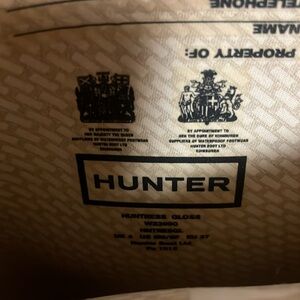 TELEPHONE
NAME
PROPERTY OF:
BY APPOINTMENT TO
HER MAJESTY THE QUEEN
SUPPLIERS OF WATERPROOF FOOTWEAR
HUNTER BOOT LTD
EDINBURGH
BY APPOINTMENT TO
HRH THE DUKE OF EDINBURGH
SUPPLIERS OF WATERPROOF FOOTWEAR
HUNTER BOOT LTD
EDINBURGH
HUNTER
HUNTRESS GLOSS
EU 37
Hunter Boot Ltd.